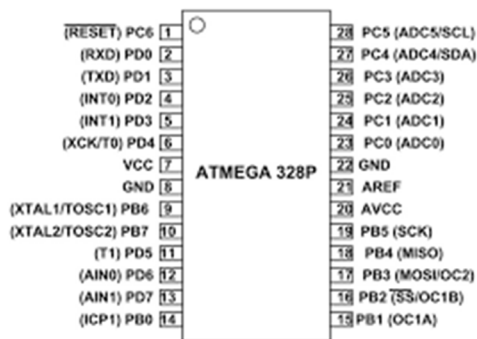 (RESET) PC6 1
(RXD) PD0 2
(TXD) PD1 3
(INT0) PD2 4
(INT1) PD3 5
(XCK/T0) PD4 6
VCC 7
GND 8
(XTAL1/TOSC1) PB6 9
(XTAL2/TOSC2) PB7 10
(T1) PD5 11
(AIN0) PD6 12
(AIN1) PD7 13
(ICP1) PB0 14
ATMEGA 328P
28 PC5 (ADC5/SCL)
27 PC4 (ADC4/SDA)
26 PC3 (ADC3)
25 PC2 (ADC2)
24 PC1 (ADC1)
23 PC0 (ADC0)
22 GND
21 AREF
20 AVCC
19 PB5 (SCK)
18 PB4 (MISO)
17 PB3 (MOSI/OC2)
16 PB2 (SS/OC1B)
15 PB1 (OC1A)